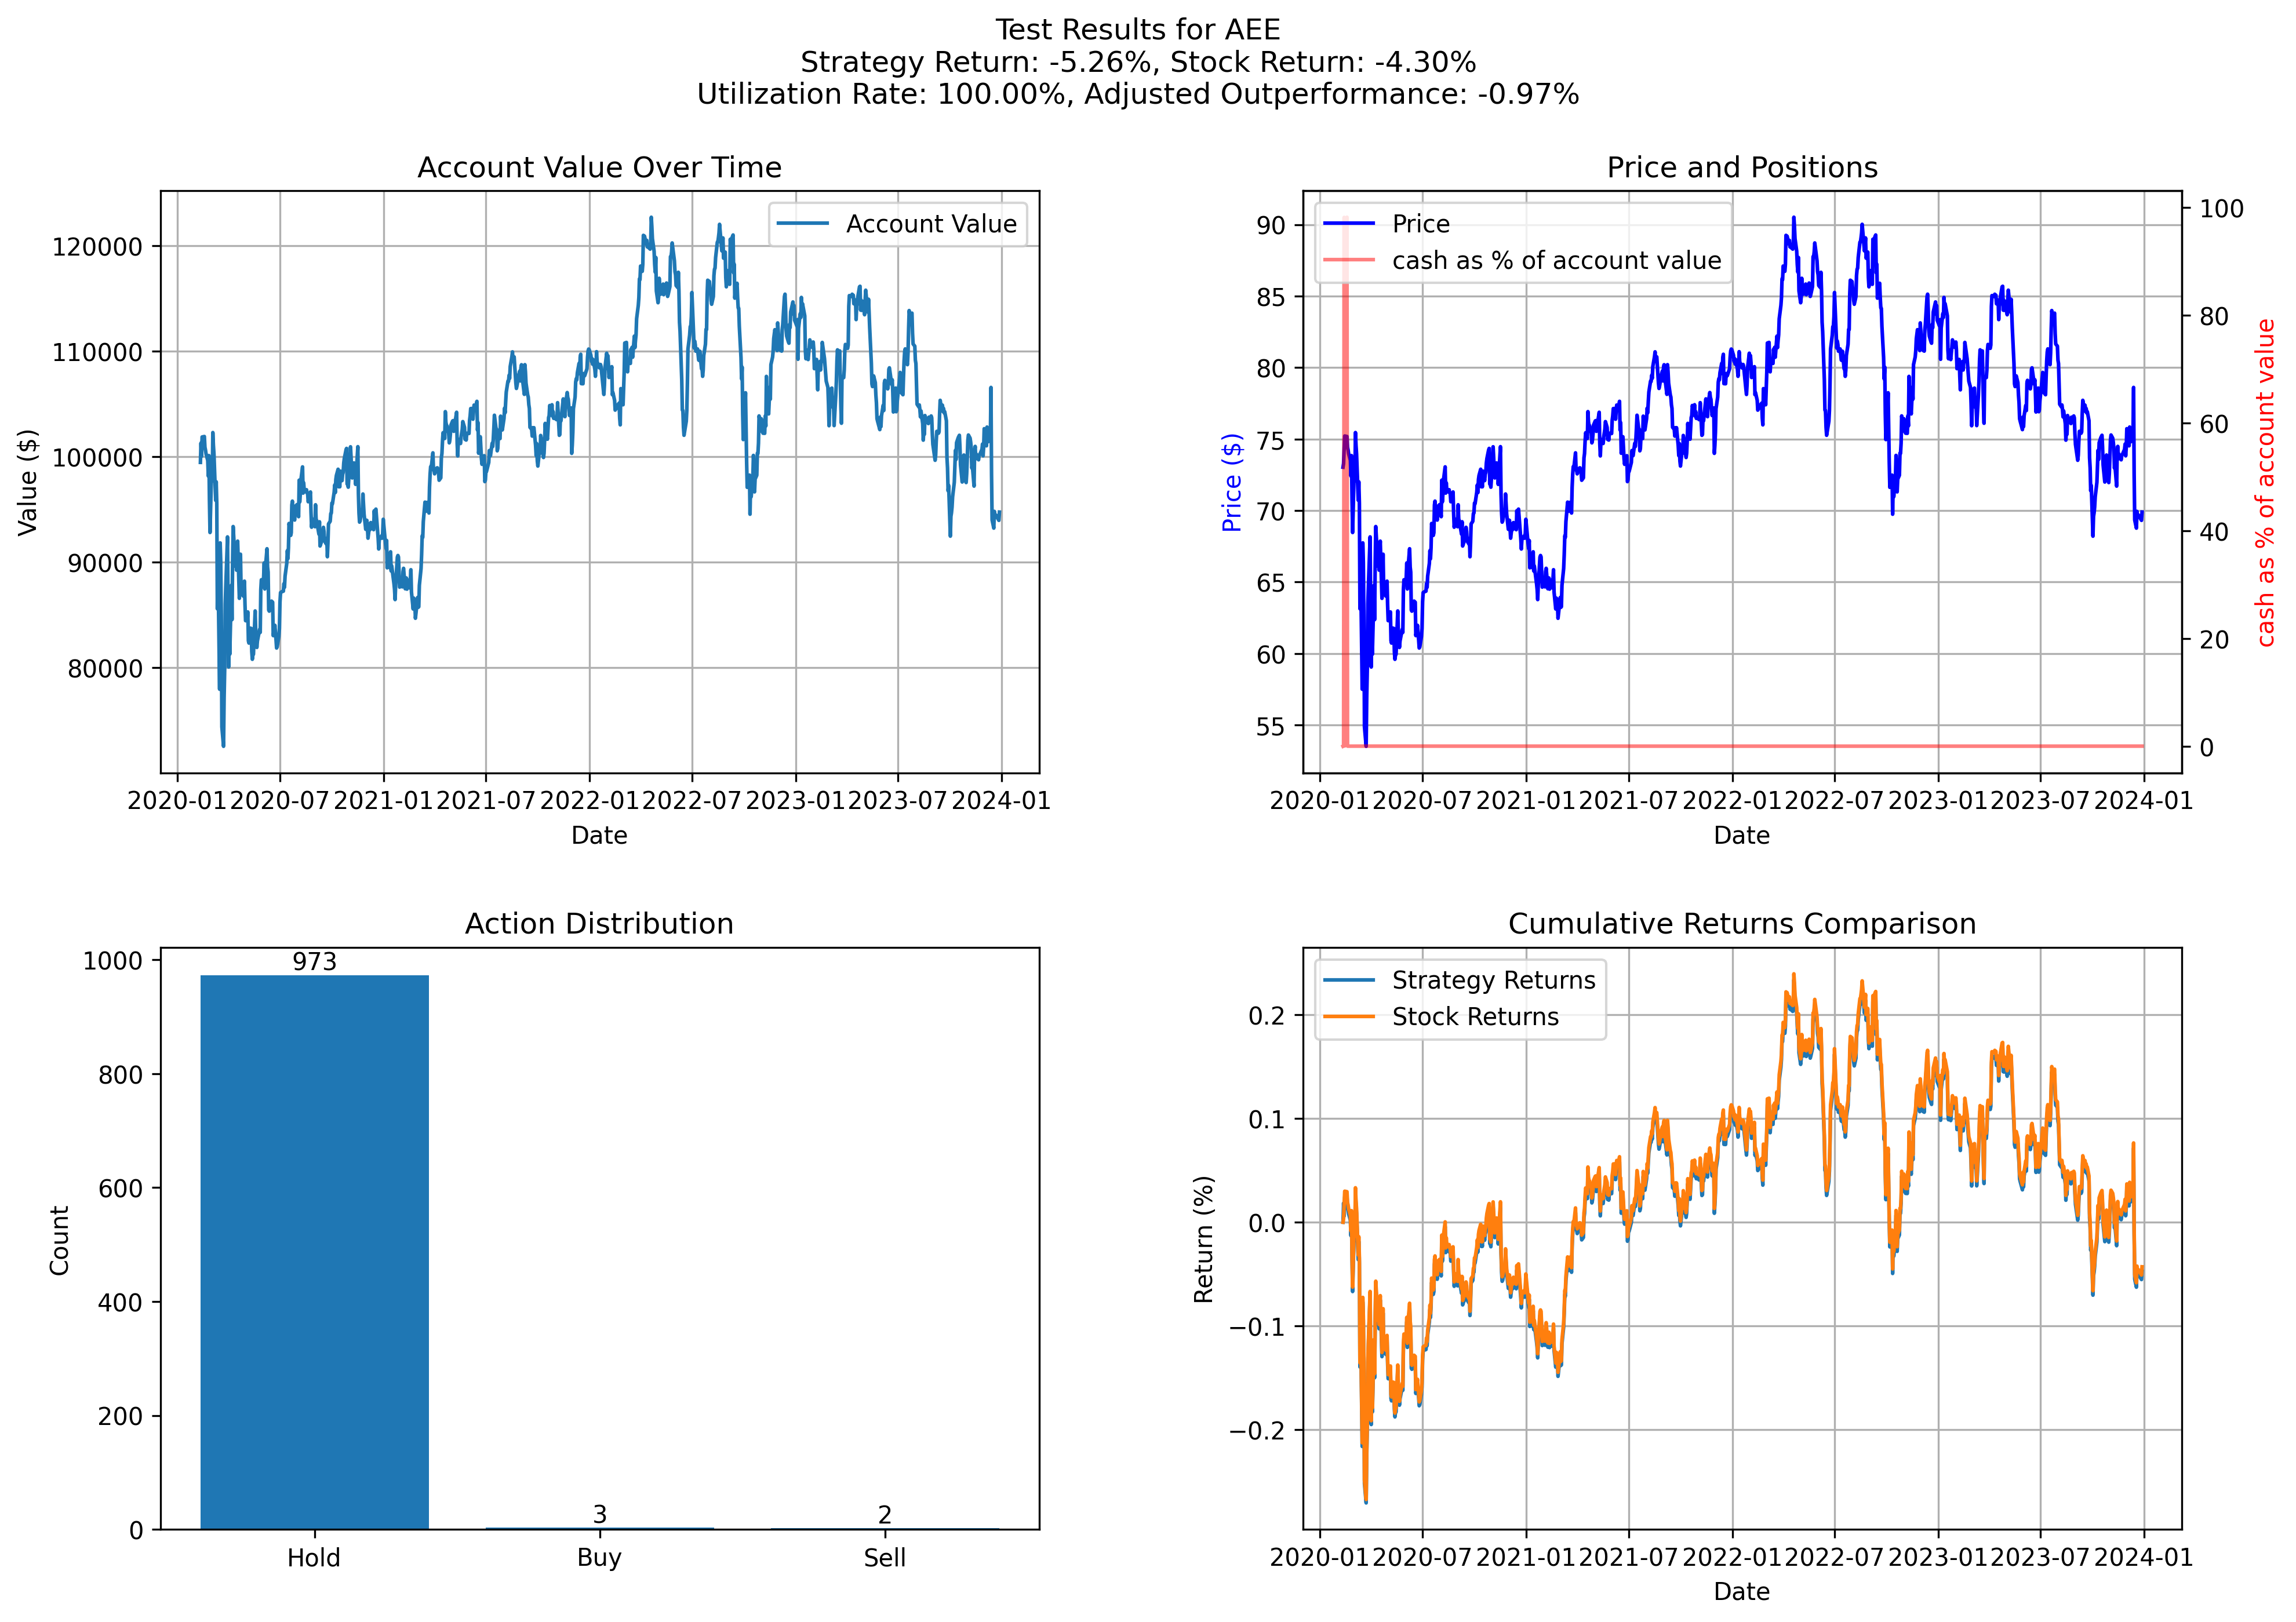 Test Results for AEE
Strategy Return: -5.26%, Stock Return: -4.30%
Utilization Rate: 100.00%, Adjusted Outperformance: -0.97%
Account Value Over Time
Account Value
120000
110000
100000
90000
80000
Value ($)
2020-01 2020-07 2021-01 2021-07 2022-01 2022-07 2023-01 2023-07 2024-01
Date
Price and Positions
Price
cash as % of account value
90
85
80
75
70
65
60
55
Price ($)
100
80
60
40
20
0
cash as % of account value
2020-01 2020-07 2021-01 2021-07 2022-01 2022-07 2023-01 2023-07 2024-01
Date
Action Distribution
1000
800
600
400
200
0
Count
973
3
2
Hold Buy Sell
Cumulative Returns Comparison
Strategy Returns
Stock Returns
0.2
0.1
0.0
−0.1
−0.2
Return (%)
2020-01 2020-07 2021-01 2021-07 2022-01 2022-07 2023-01 2023-07 2024-01
Date